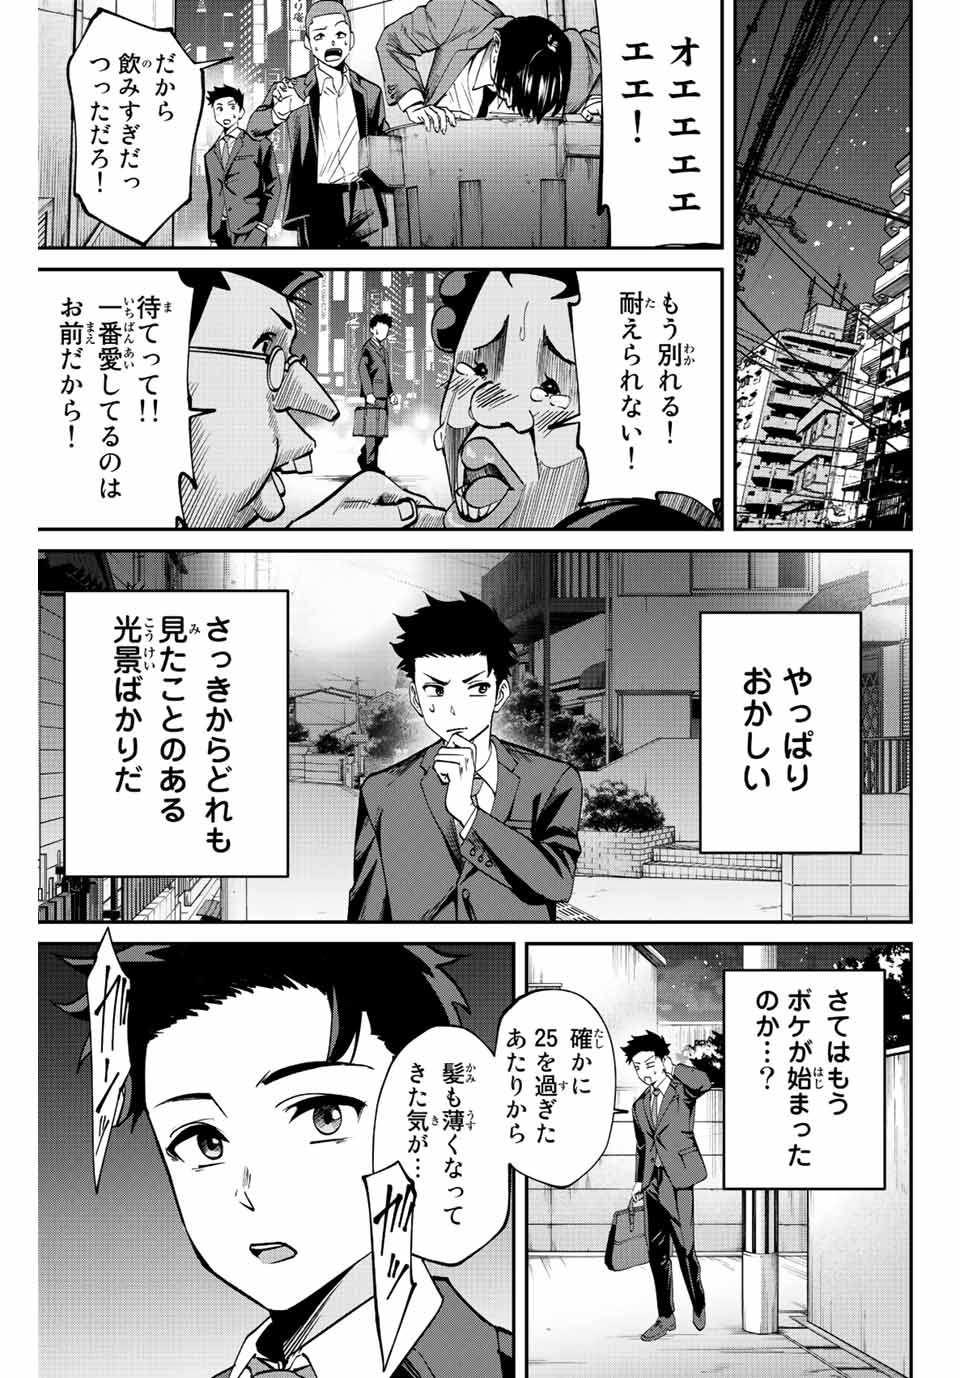 オエエエエ
エエ!
だから
飲みすぎだっ
つっただろ!
もう別れる!
耐えられない!
待てって!!
一番愛してるのは
お前だから!
やっぱり
おかしい
さっきからどれも
見たことのある
光景ばかりだ
さてはもう
ボケが始まった
のか…?
確かに
25を過ぎた
あたりから
髪も薄くなって
きた気が…